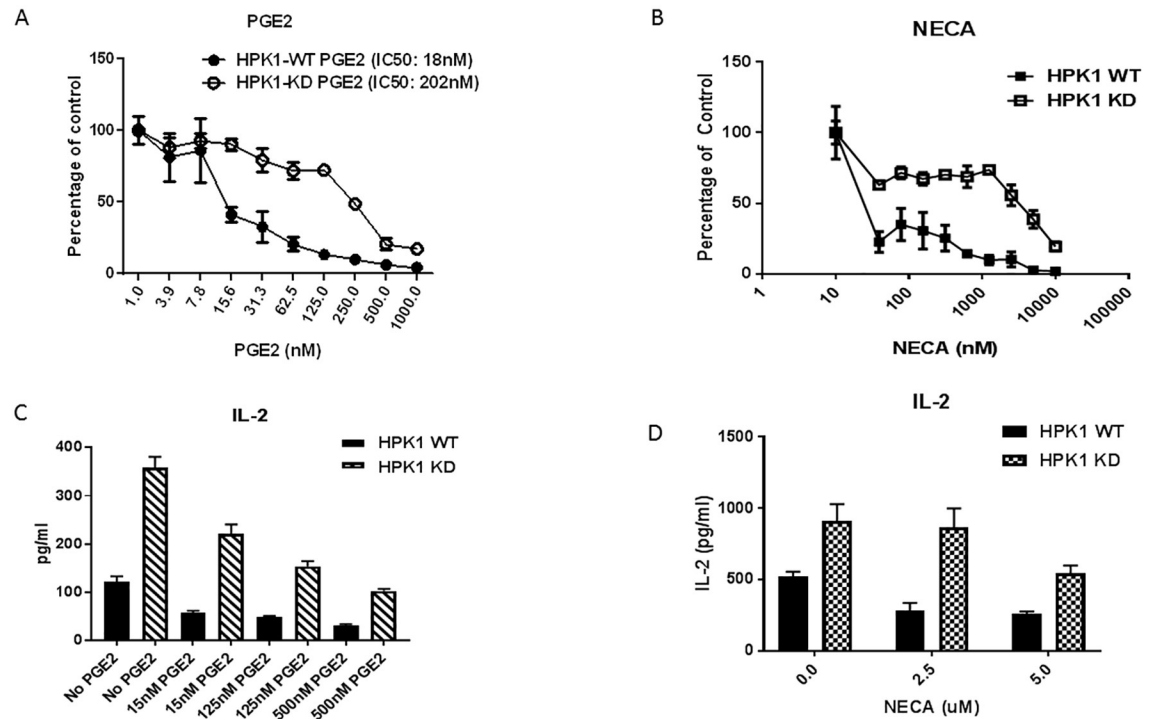 A
PGE2
HPK1-WT PGE2 (IC50: 18nM)
HPK1-KD PGE2 (IC50: 202nM)
Percentage of control
150
100
50
0
1.0
3.9
7.8
15.6
31.3
62.5
125.0
250.0
500.0
1000.0
PGE2 (nM)
B
NECA
HPK1 WT
HPK1 KD
Percentage of Control
150
100
50
0
1
10
100
1000
10000
100000
NECA (nM)
C
IL-2
HPK1 WT
HPK1 KD
pg/ml
400
300
200
100
0
No PGE2
No PGE2
15nM PGE2
15nM PGE2
125nM PGE2
125nM PGE2
500nM PGE2
500nM PGE2
D
IL-2
HPK1 WT
HPK1 KD
IL-2 (pg/ml)
1500
1000
500
0
0.0
2.5
5.0
NECA (uM)